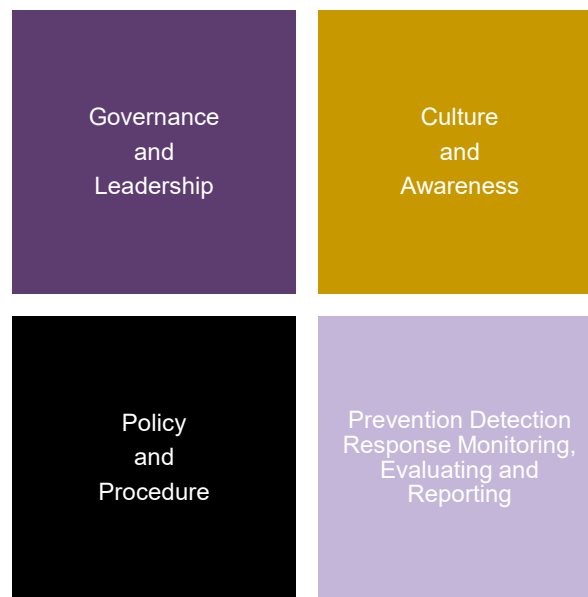 Governance
and
Leadership
Culture
and
Awareness
Policy
and
Procedure
Prevention Detection
Response Monitoring,
Evaluating and
Reporting